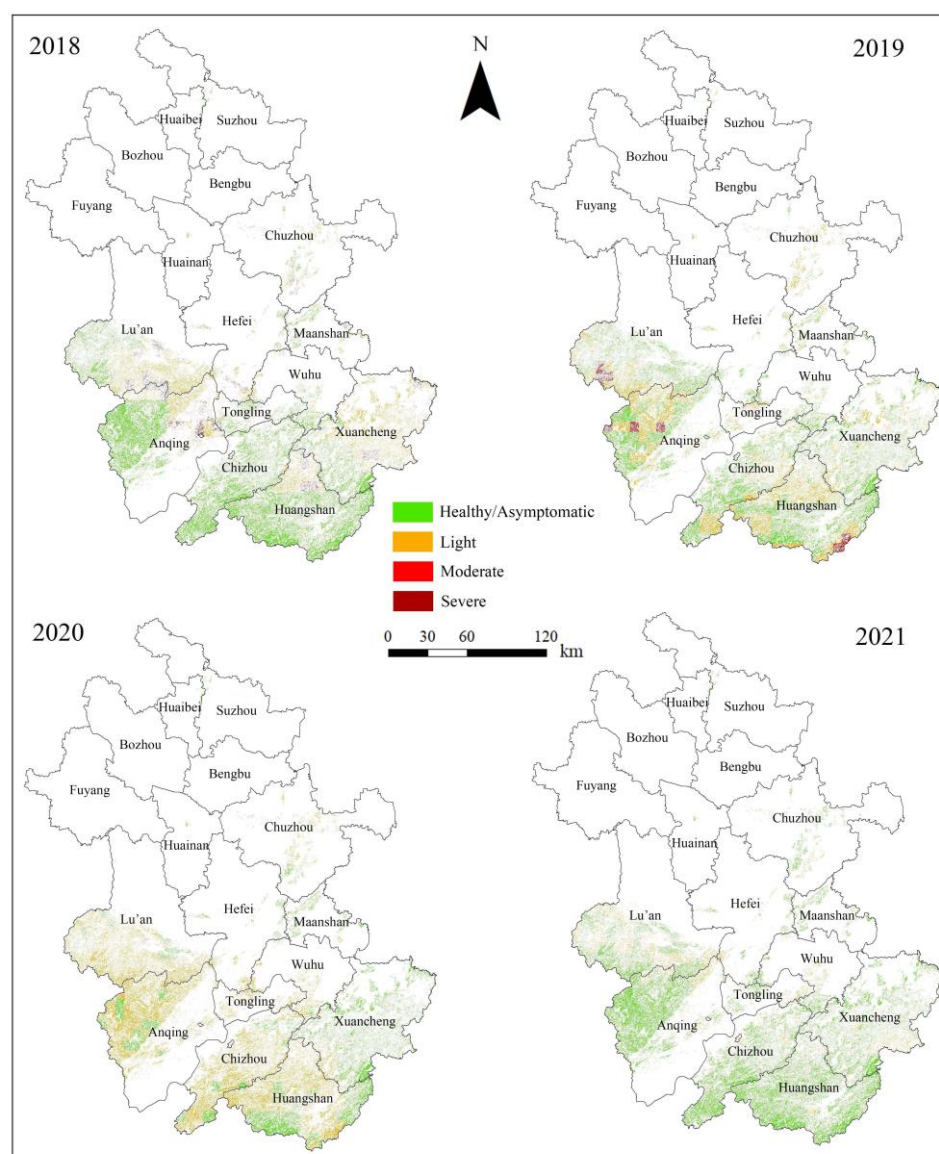 2018
N
2019
Huaibei
Suzhou
Bozhou
Bengbu
Fuyang
Chuzhou
Huainan
Hefei
Lu'an
Maanshan
Wuhu
Tongling
Xuancheng
Anqing
Chizhou
Huangshan
Huaibei
Suzhou
Bozhou
Bengbu
Fuyang
Chuzhou
Huainan
Hefei
Lu'an
Maanshan
Wuhu
Tongling
Xuancheng
Anqing
Chizhou
Huangshan
Healthy/Asymptomatic
Light
Moderate
Severe
0 30 60 120
km
2020
2021
Huaibei
Suzhou
Bozhou
Bengbu
Fuyang
Chuzhou
Huainan
Hefei
Lu'an
Maanshan
Wuhu
Tongling
Xuancheng
Anqing
Chizhou
Huangshan
Huaibei
Suzhou
Bozhou
Bengbu
Fuyang
Chuzhou
Huainan
Hefei
Lu'an
Maanshan
Wuhu
Tongling
Xuancheng
Anqing
Chizhou
Huangshan